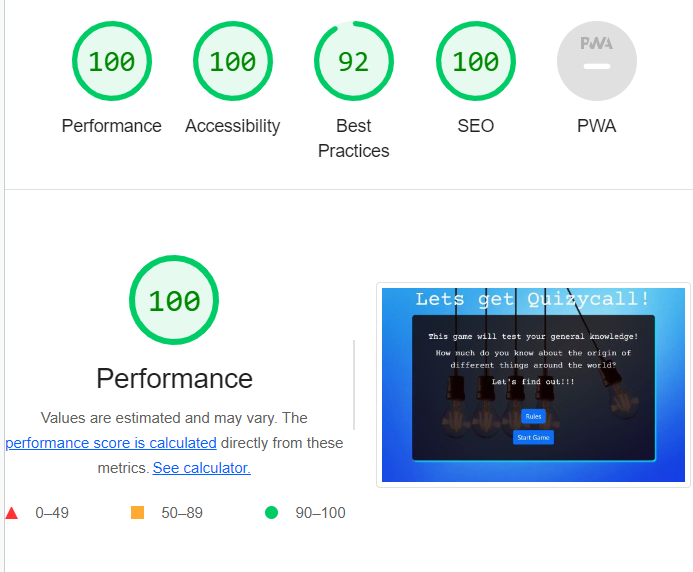 100
100
92
100
PWA
Performance
Accessibility
Best
Practices
SEO
PWA
100
Performance
Values are estimated and may vary. The
performance score is calculated directly from these
metrics. See calculator.
0–49
50–89
90–100
Lets get Quizycall!
This game will test your general knowledge!
How much do you know about the origin of
different things around the world?
Let's find out!!!
Rules
Start Game